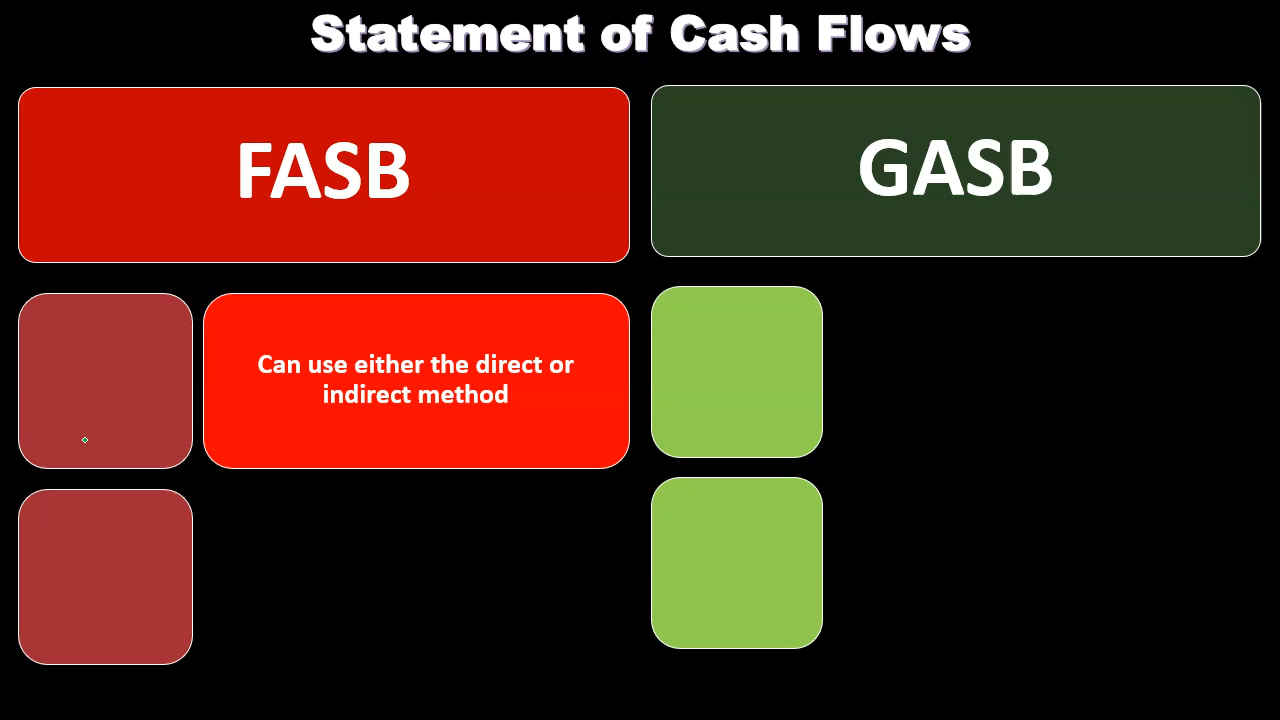 Statement of Cash Flows
FASB
GASB
Can use either the direct or
indirect method